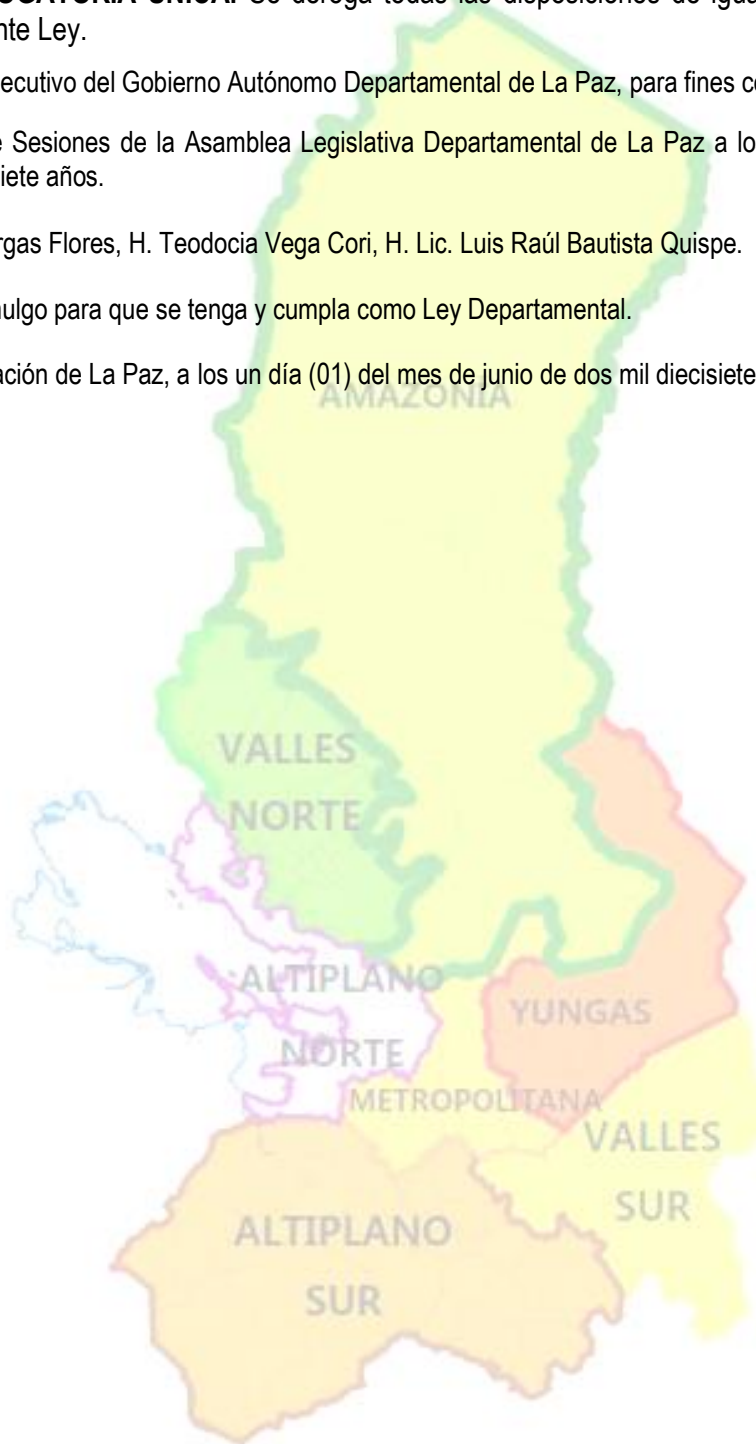 OGATORIA ÚNICA. Se deroga todas las disposiciones de igua
nte Ley.
ecutivo del Gobierno Autónomo Departamental de La Paz, para fines c
e Sesiones de la Asamblea Legislativa Departamental de La Paz a lo
iete años.
rgas Flores, H. Teodocia Vega Cori, H. Lic. Luis Raúl Bautista Quispe.
ulgo para que se tenga y cumpla como Ley Departamental.
ación de La Paz, a los un día (01) del mes de junio de dos mil diecisiete
AMAZONÍA
VALLES
NORTE
ALTIPLANO
NORTE
YUNGAS
METROPOLITANA
VALLES
SUR
ALTIPLANO
SUR